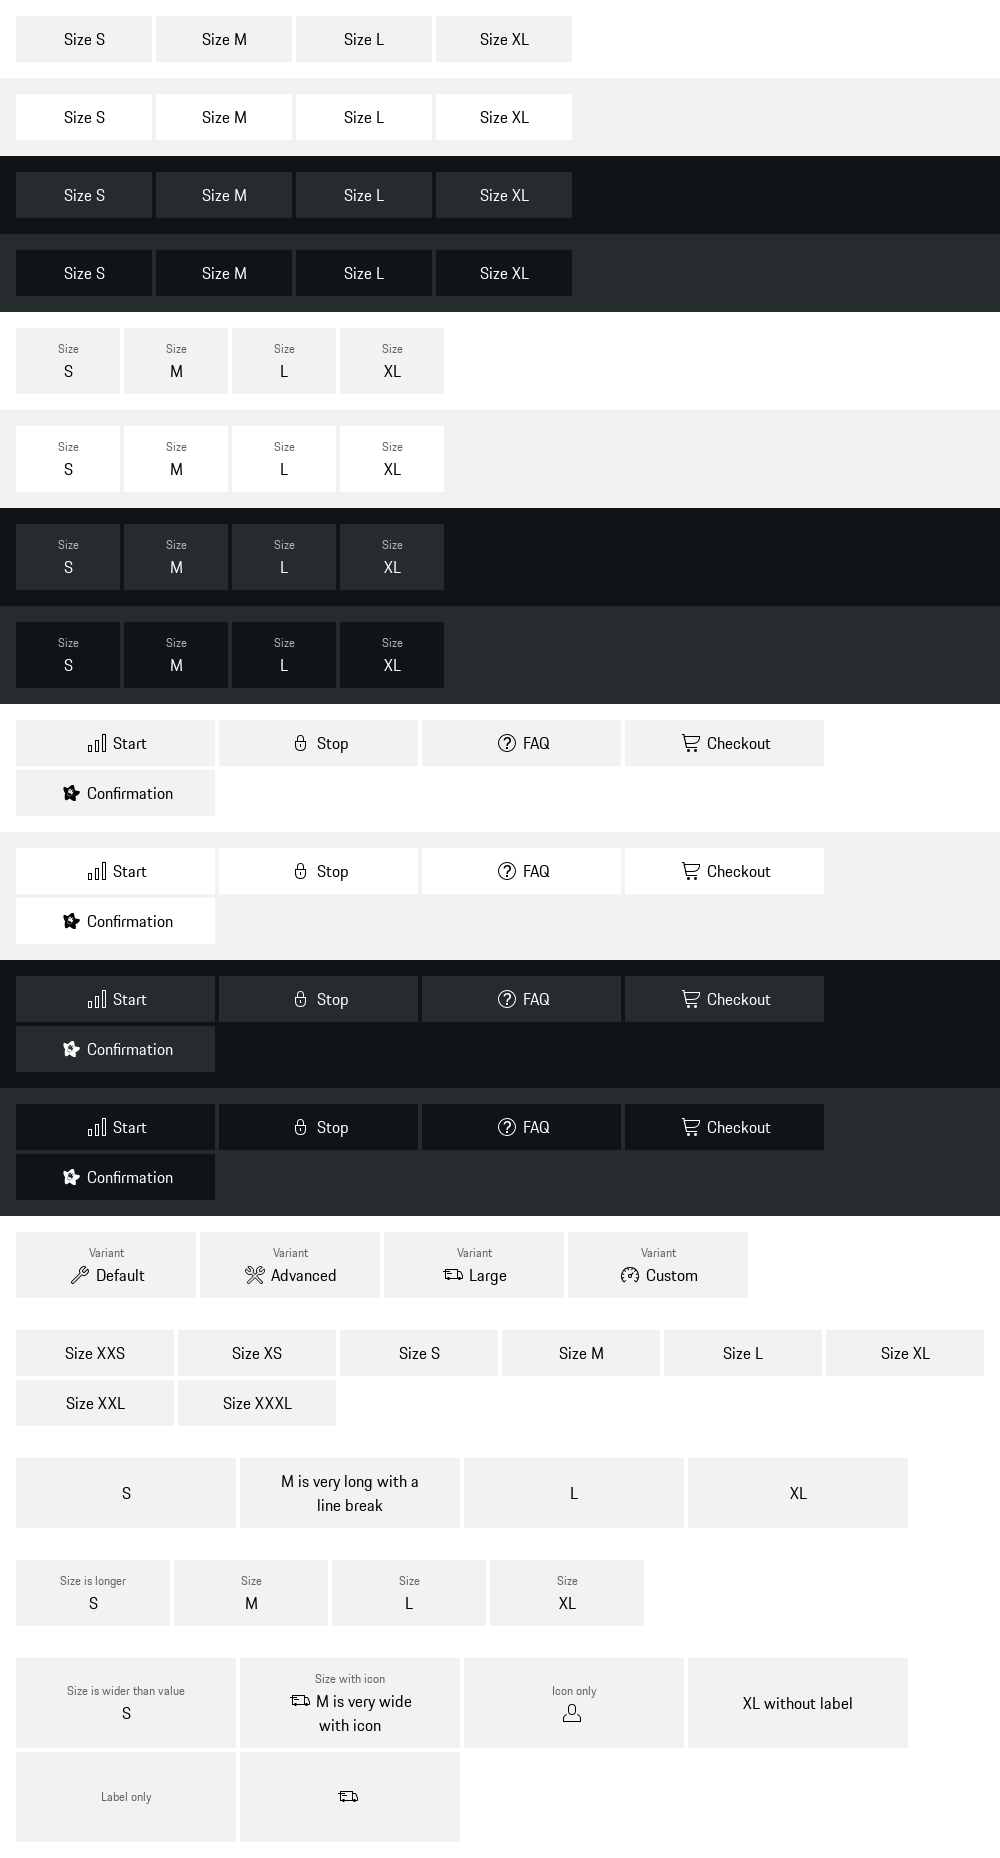 Size S Size M Size L Size XL
Size S Size M Size L Size XL
Size S Size M Size L Size XL
Size S Size M Size L Size XL
Size Size Size Size
S M L XL
Size Size Size Size
S M L XL
Size Size Size Size
S M L XL
Size Size Size Size
S M L XL
Start Stop FAQ Checkout
Confirmation
Start Stop FAQ Checkout
Confirmation
Start Stop FAQ Checkout
Confirmation
Start Stop FAQ Checkout
Confirmation
Variant Variant Variant Variant
Default Advanced Large Custom
Size XXS Size XS Size S Size M Size L Size XL
Size XXL Size XXXL
S
M is very long with a
line break
L
XL
Size is longer Size Size Size
S M L XL
Size is wider than value
S
Size with icon
M is very wide
with icon
Icon only
XL without label
Label only